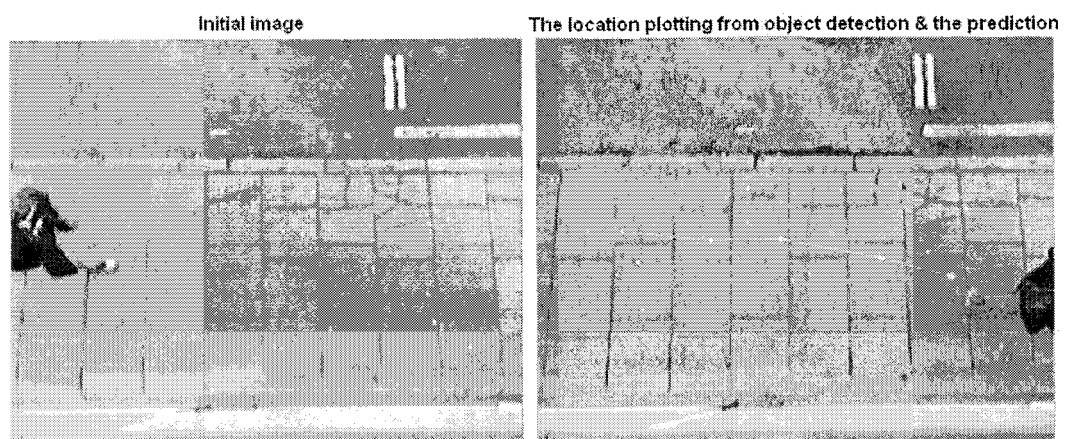 Initial image
The location plotting from object detection & the prediction